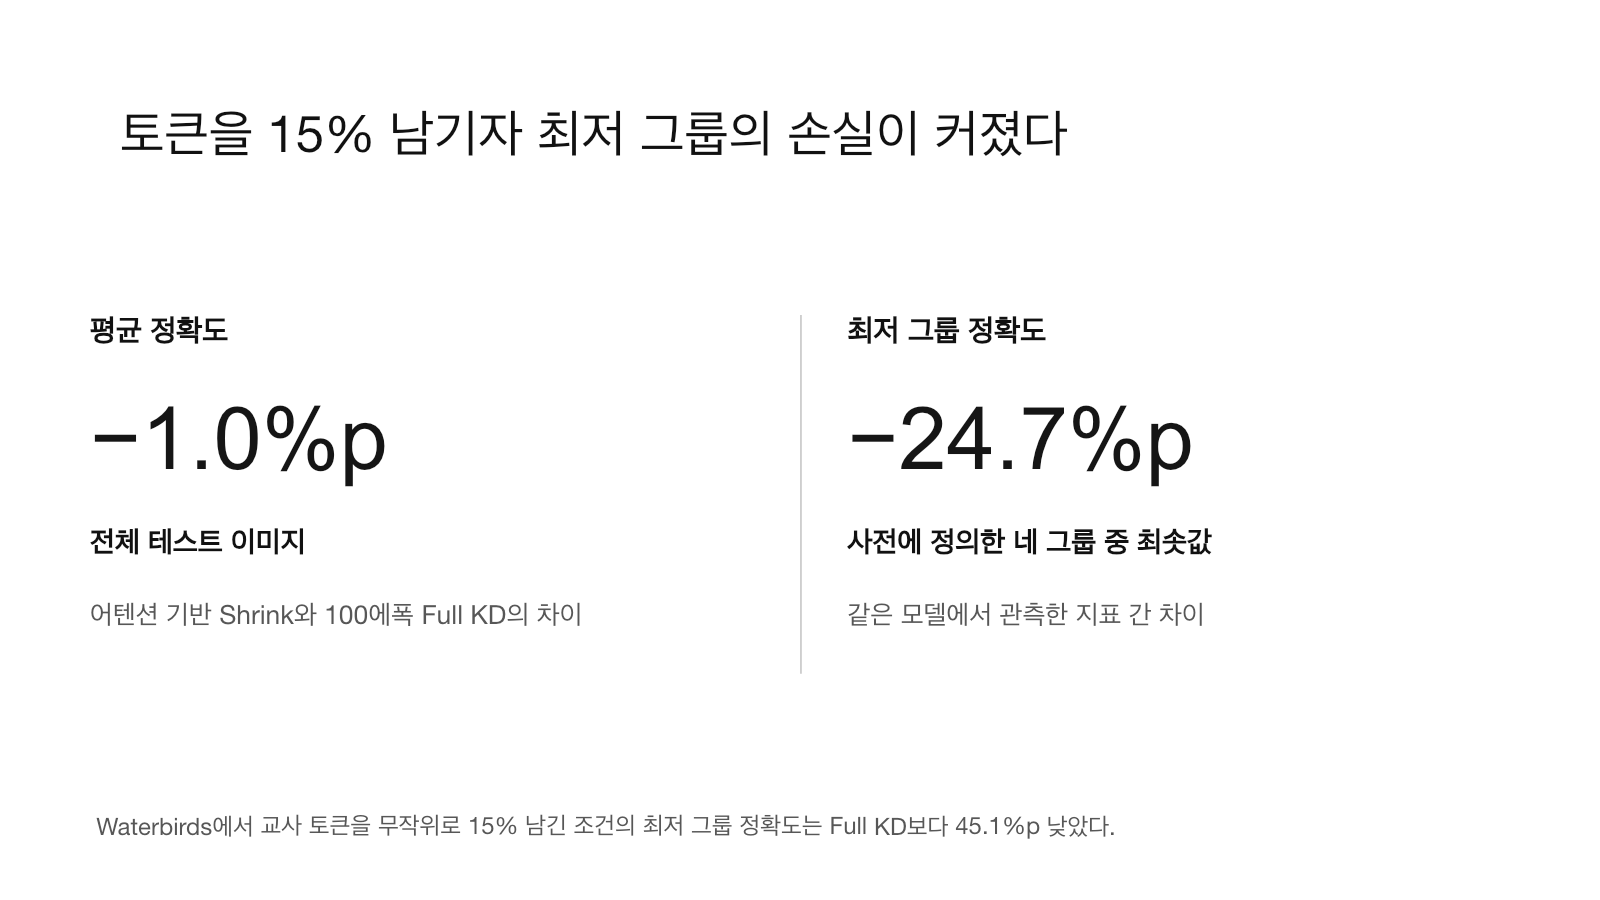 토큰을 15% 남기자 최저 그룹의 손실이 커졌다
평균 정확도
−1.0%p
전체 테스트 이미지
어텐션 기반 Shrink와 100에폭 Full KD의 차이
최저 그룹 정확도
−24.7%p
사전에 정의한 네 그룹 중 최솟값
같은 모델에서 관측한 지표 간 차이
Waterbirds에서 교사 토큰을 무작위로 15% 남긴 조건의 최저 그룹 정확도는 Full KD보다 45.1%p 낮았다.